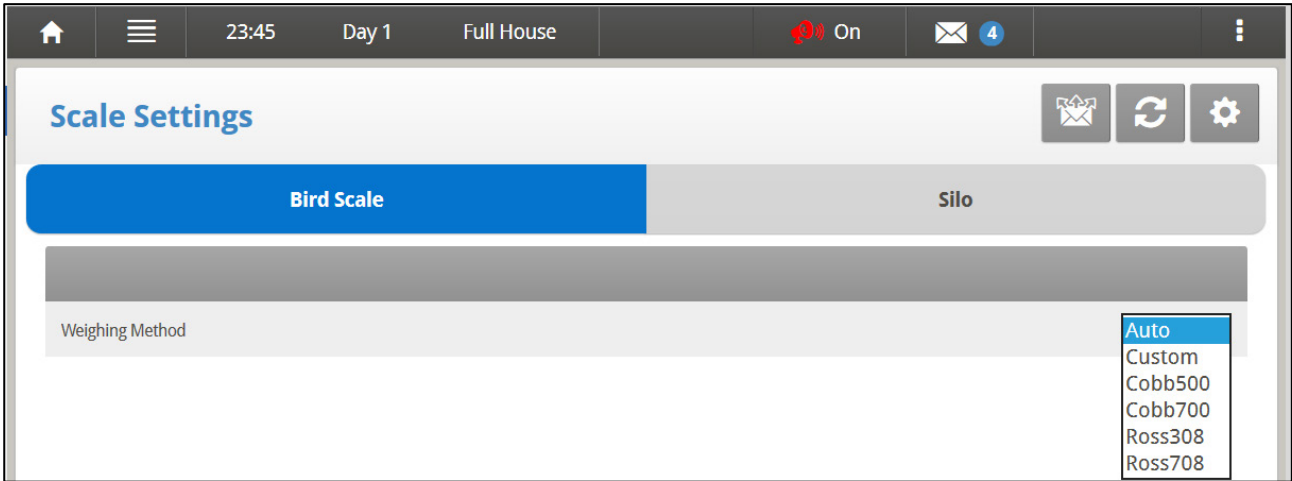 23:45 Day 1 Full House On 4
Scale Settings
Bird Scale Silo
Weighing Method Auto
Custom
Cobb500
Cobb700
Ross308
Ross708